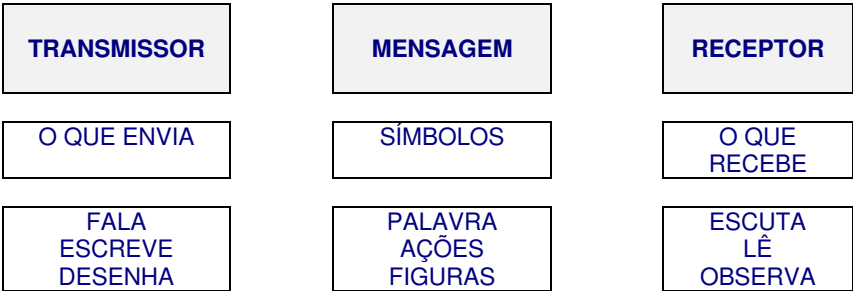 TRANSMISSOR
MENSAGEM
RECEPTOR
O QUE ENVIA
SÍMBOLOS
O QUE
RECEBE
FALA
ESCREVE
DESENHA
PALAVRA
AÇÕES
FIGURAS
ESCUTA
LÊ
OBSERVA